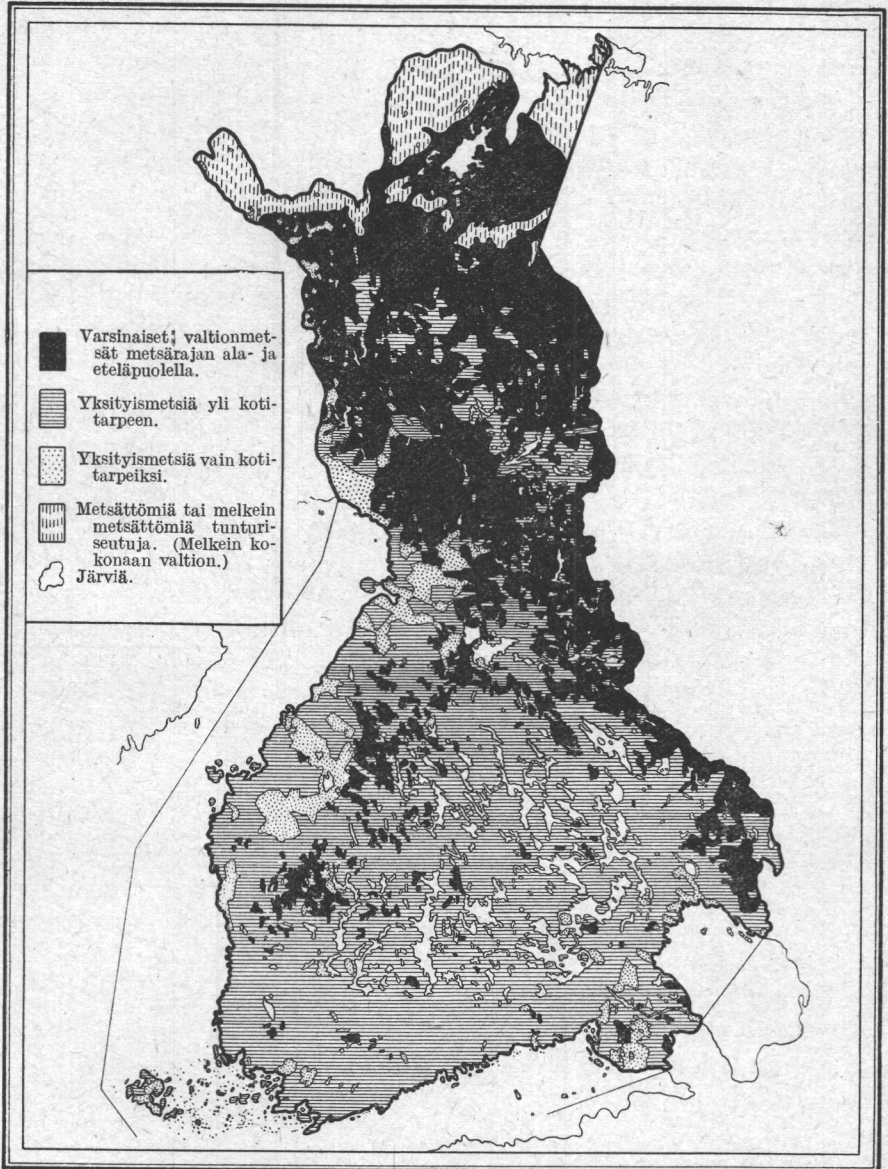 Varsinaiset: valtionmet-
sät metsärajan ala- ja
eteläpuolella.
Yksityismetsiä yli koti-
tarpeen.
Yksityismetsiä vain koti-
tarpeiksi.
Metsättömiä tai melkein
metsättömiä tunturi-
seutuja. (Melkein ko-
konaan valtion.)
Järviä.